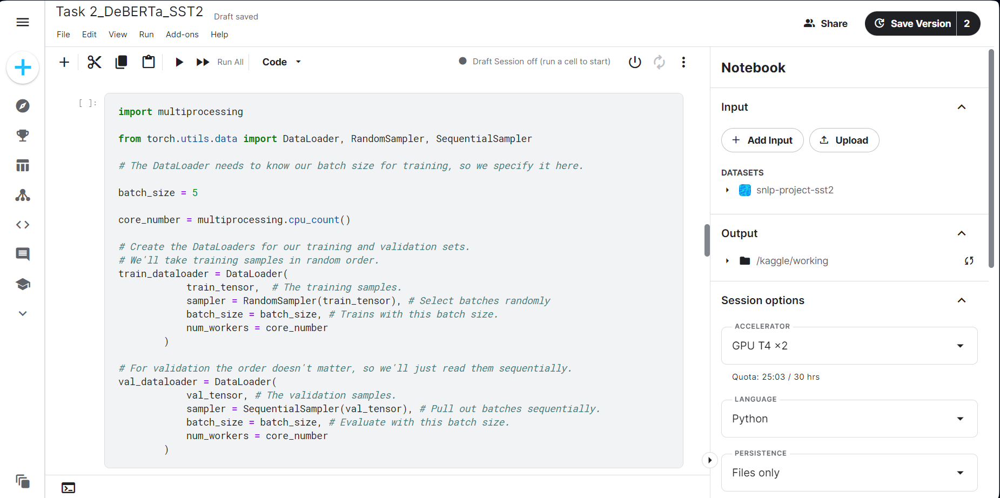 Task 2_DeBERTa_SST2
Draft saved
File Edit View Run Add-ons Help
Share
Save Version 2
Run All
Code
Draft Session off (run a cell to start)
[ ]:
import multiprocessing
from torch.utils.data import DataLoader, RandomSampler, SequentialSampler
# The DataLoader needs to know our batch size for training, so we specify it here.
batch_size = 5
core_number = multiprocessing.cpu_count()
# Create the DataLoaders for our training and validation sets.
# We'll take training samples in random order.
train_dataloader = DataLoader(
train_tensor,  # The training samples.
sampler = RandomSampler(train_tensor), # Select batches randomly
batch_size = batch_size, # Trains with this batch size.
num_workers = core_number
)
# For validation the order doesn't matter, so we'll just read them sequentially.
val_dataloader = DataLoader(
val_tensor, # The validation samples.
sampler = SequentialSampler(val_tensor), # Pull out batches sequentially.
batch_size = batch_size, # Evaluate with this batch size.
num_workers = core_number
)
Notebook
Input
Add Input
Upload
DATASETS
snlp-project-sst2
Output
/kaggle/working
Session options
ACCELERATOR
GPU T4 ×2
Quota: 25:03 / 30 hrs
LANGUAGE
Python
PERSISTENCE
Files only